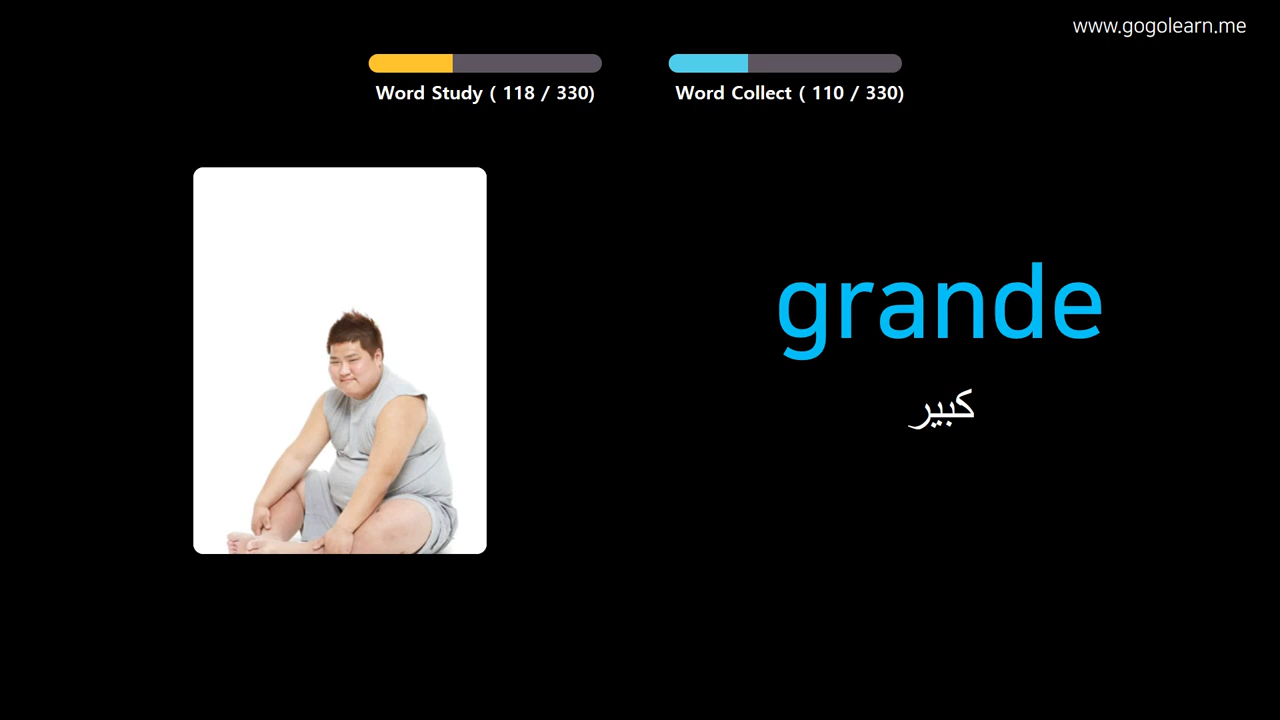 www.gogolearn.me
Word Study ( 118 / 330)
Word Collect ( 110 / 330)
grande
كبير